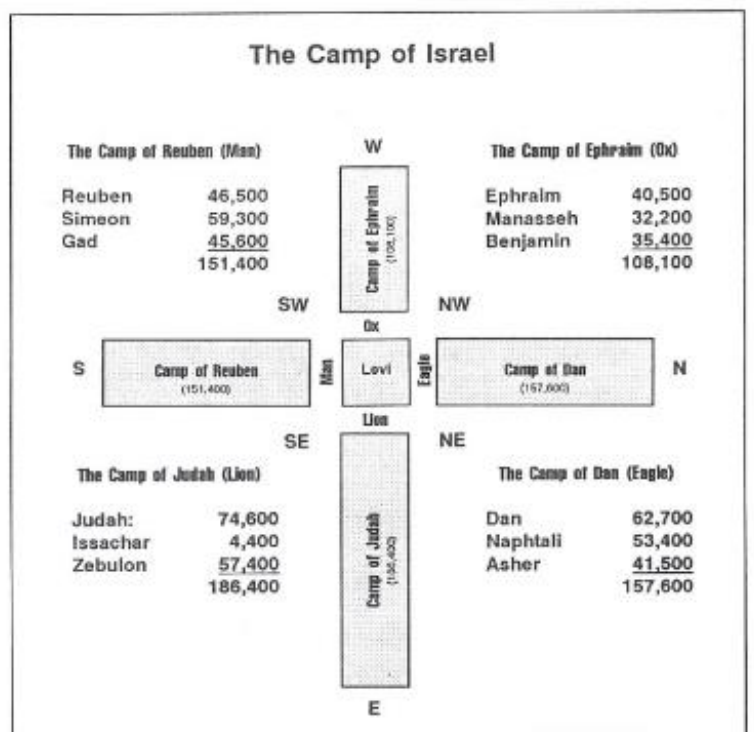 The Camp of Israel
The Camp of Reuben (Man)
Reuben 46,500
Simeon 59,300
Gad 45,600
151,400
W
The Camp of Ephraim (Ox)
Ephraim 40,500
Manasseh 32,200
Benjamin 35,400
108,100
Camp of Ephraim
(108,100)
SW
NW
Ox
S
Camp of Reuben
(151,400)
Man
Levi
Eagle
Camp of Dan
(157,600)
N
Lion
SE
NE
The Camp of Judah (Lion)
Judah: 74,600
Issachar 4,400
Zebulon 57,400
186,400
Camp of Judah
(186,400)
The Camp of Dan (Eagle)
Dan 62,700
Naphtali 53,400
Asher 41,500
157,600
E